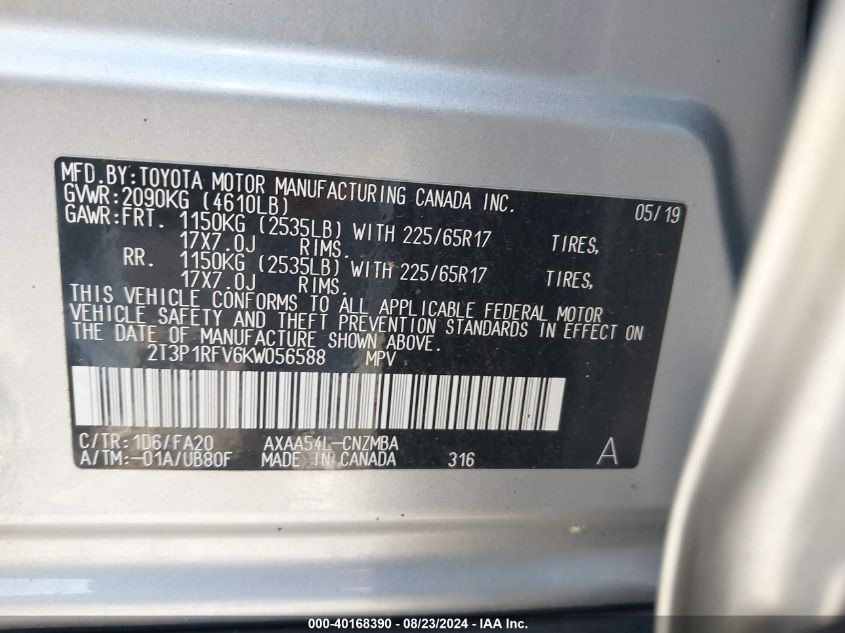 MFD.BY:TOYOTA MOTOR MANUFACTURING CANADA INC.
GVWR:2090KG (4610LB) 05/19
GAWR:FRT. 1150KG (2535LB) WITH 225/65R17 TIRES,
17X7.0J RIMS.
RR. 1150KG (2535LB) WITH 225/65R17 TIRES,
17X7.0J RIMS.
THIS VEHICLE CONFORMS TO ALL APPLICABLE FEDERAL MOTOR
VEHICLE SAFETY AND THEFT PREVENTION STANDARDS IN EFFECT ON
THE DATE OF MANUFACTURE SHOWN ABOVE.
2T3P1RFV6KW056588 MPV
C/TR:1D6/FA20 AXAA54L-CNZMBA
A/TM:-01A/UB80F MADE IN CANADA 316 A
000-40168390 - 08/23/2024 - IAA Inc.